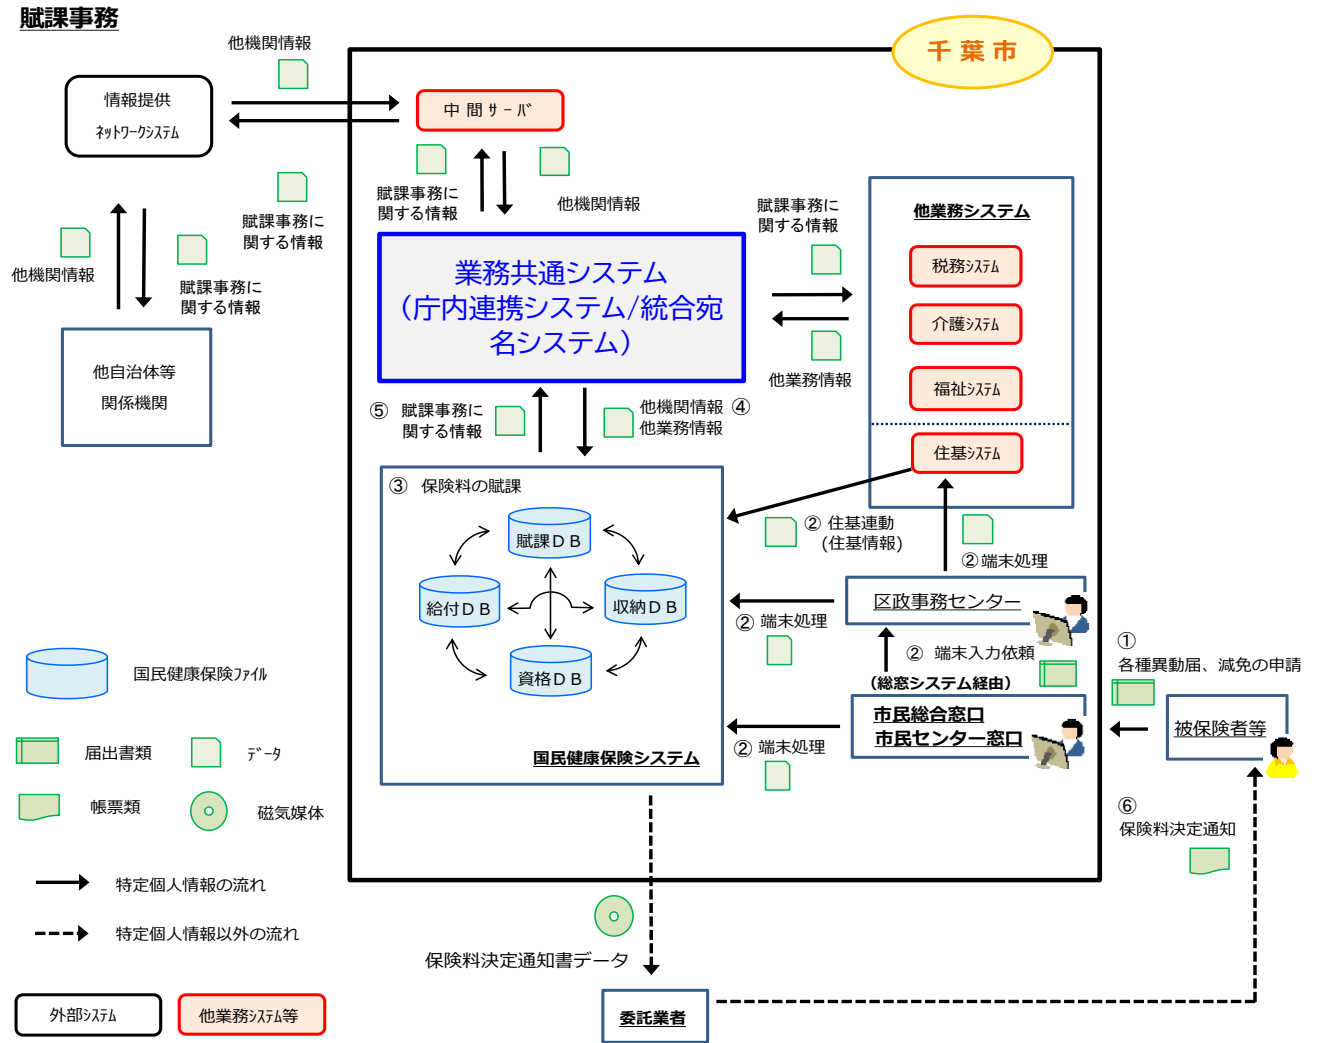 賦課事務
他機関情報
千葉市
情報提供
ﾈｯﾄﾜｰｸｼｽﾃﾑ
中間ｻｰﾊﾞ
賦課事務に
関する情報
他機関情報
賦課事務に
関する情報
他機関情報
賦課事務に
関する情報
賦課事務に
関する情報
他業務システム
税務ｼｽﾃﾑ
介護ｼｽﾃﾑ
福祉ｼｽﾃﾑ
住基ｼｽﾃﾑ
業務共通システム
（庁内連携システム/統合宛
名システム）
他業務情報
他自治体等
関係機関
⑤ 賦課事務に
関する情報
他機関情報 ④
他業務情報
③ 保険料の賦課
賦課ＤＢ
給付ＤＢ
収納ＤＢ
資格ＤＢ
国民健康保険システム
② 住基連動
(住基情報)
②端末処理
区政事務センター
② 端末処理
② 端末入力依頼
（総窓システム経由）
市民総合窓口
市民センター窓口
② 端末処理
①
各種異動届、減免の申請
被保険者等
⑥
保険料決定通知
国民健康保険ﾌｧｲﾙ
届出書類
ﾃﾞｰﾀ
帳票類
磁気媒体
特定個人情報の流れ
特定個人情報以外の流れ
保険料決定通知書データ
外部ｼｽﾃﾑ
他業務ｼｽﾃﾑ等
委託業者